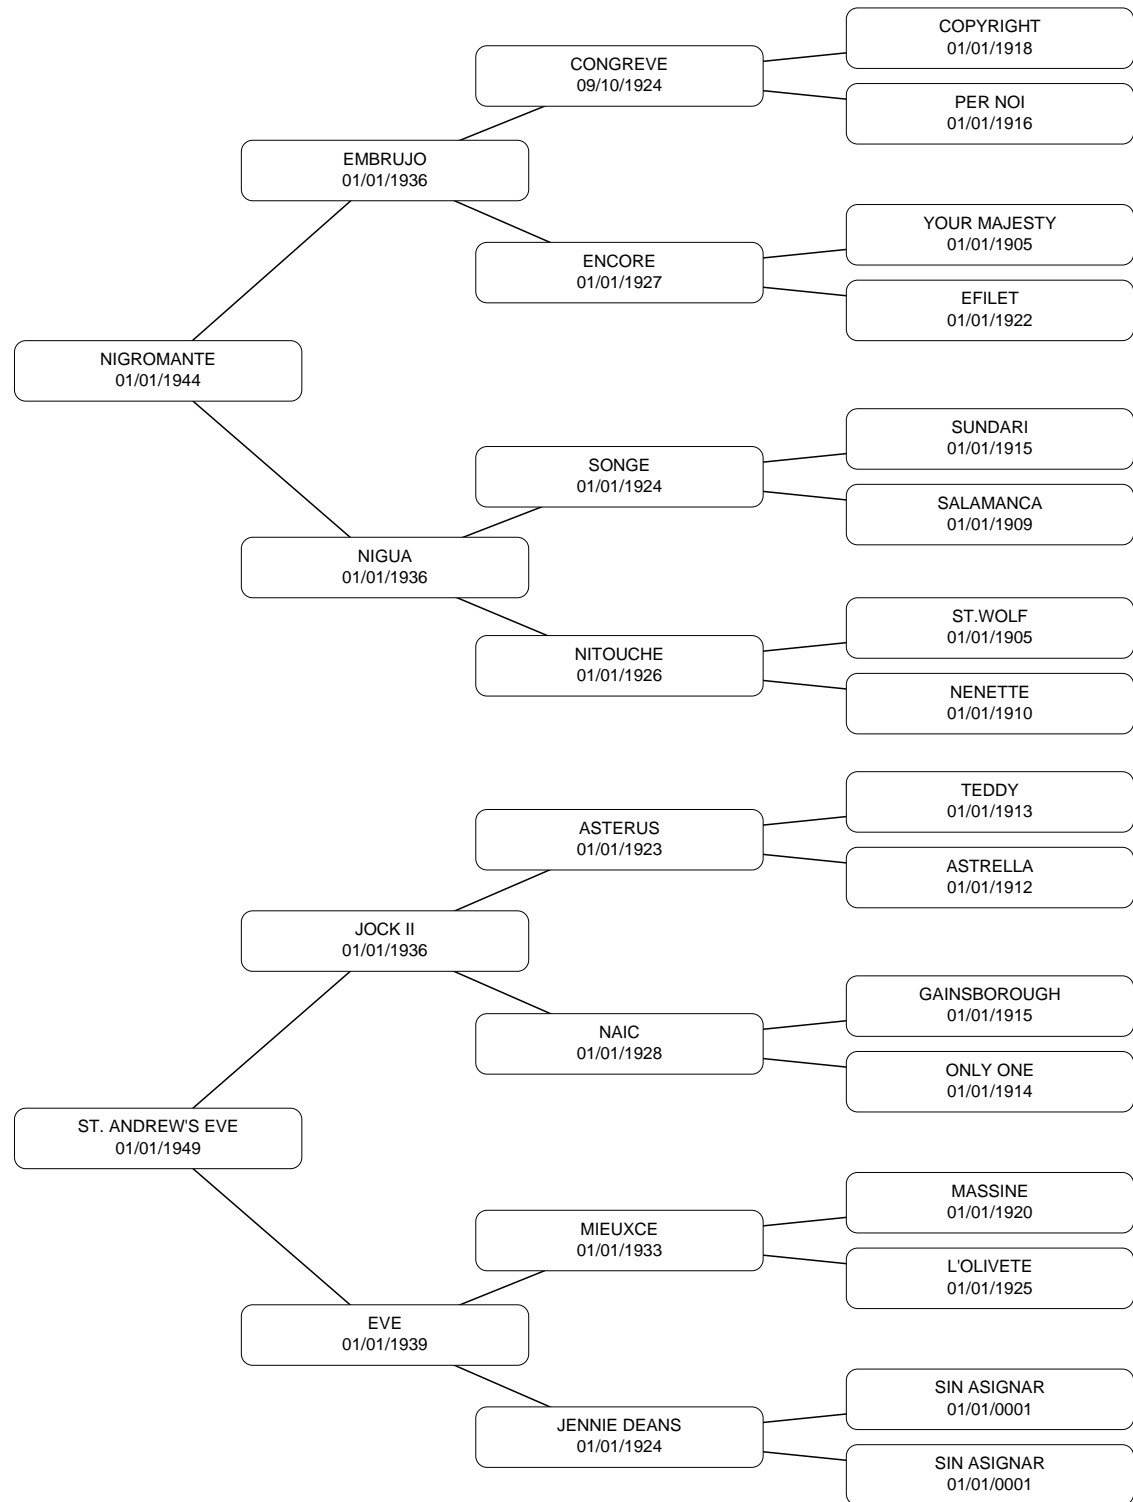 COPYRIGHT
01/01/1918
CONGREVE
09/10/1924
PER NOI
01/01/1916
EMBRUJO
01/01/1936
YOUR MAJESTY
01/01/1905
ENCORE
01/01/1927
EFILET
01/01/1922
NIGROMANTE
01/01/1944
SUNDARI
01/01/1915
SONGE
01/01/1924
SALAMANCA
01/01/1909
NIGUA
01/01/1936
ST.WOLF
01/01/1905
NITOUCHE
01/01/1926
NENETTE
01/01/1910
TEDDY
01/01/1913
ASTERUS
01/01/1923
ASTRELLA
01/01/1912
JOCK II
01/01/1936
GAINSBOROUGH
01/01/1915
NAIC
01/01/1928
ONLY ONE
01/01/1914
ST. ANDREW'S EVE
01/01/1949
MASSINE
01/01/1920
MIEUXCE
01/01/1933
L'OLIVETE
01/01/1925
EVE
01/01/1939
SIN ASIGNAR
01/01/0001
JENNIE DEANS
01/01/1924
SIN ASIGNAR
01/01/0001